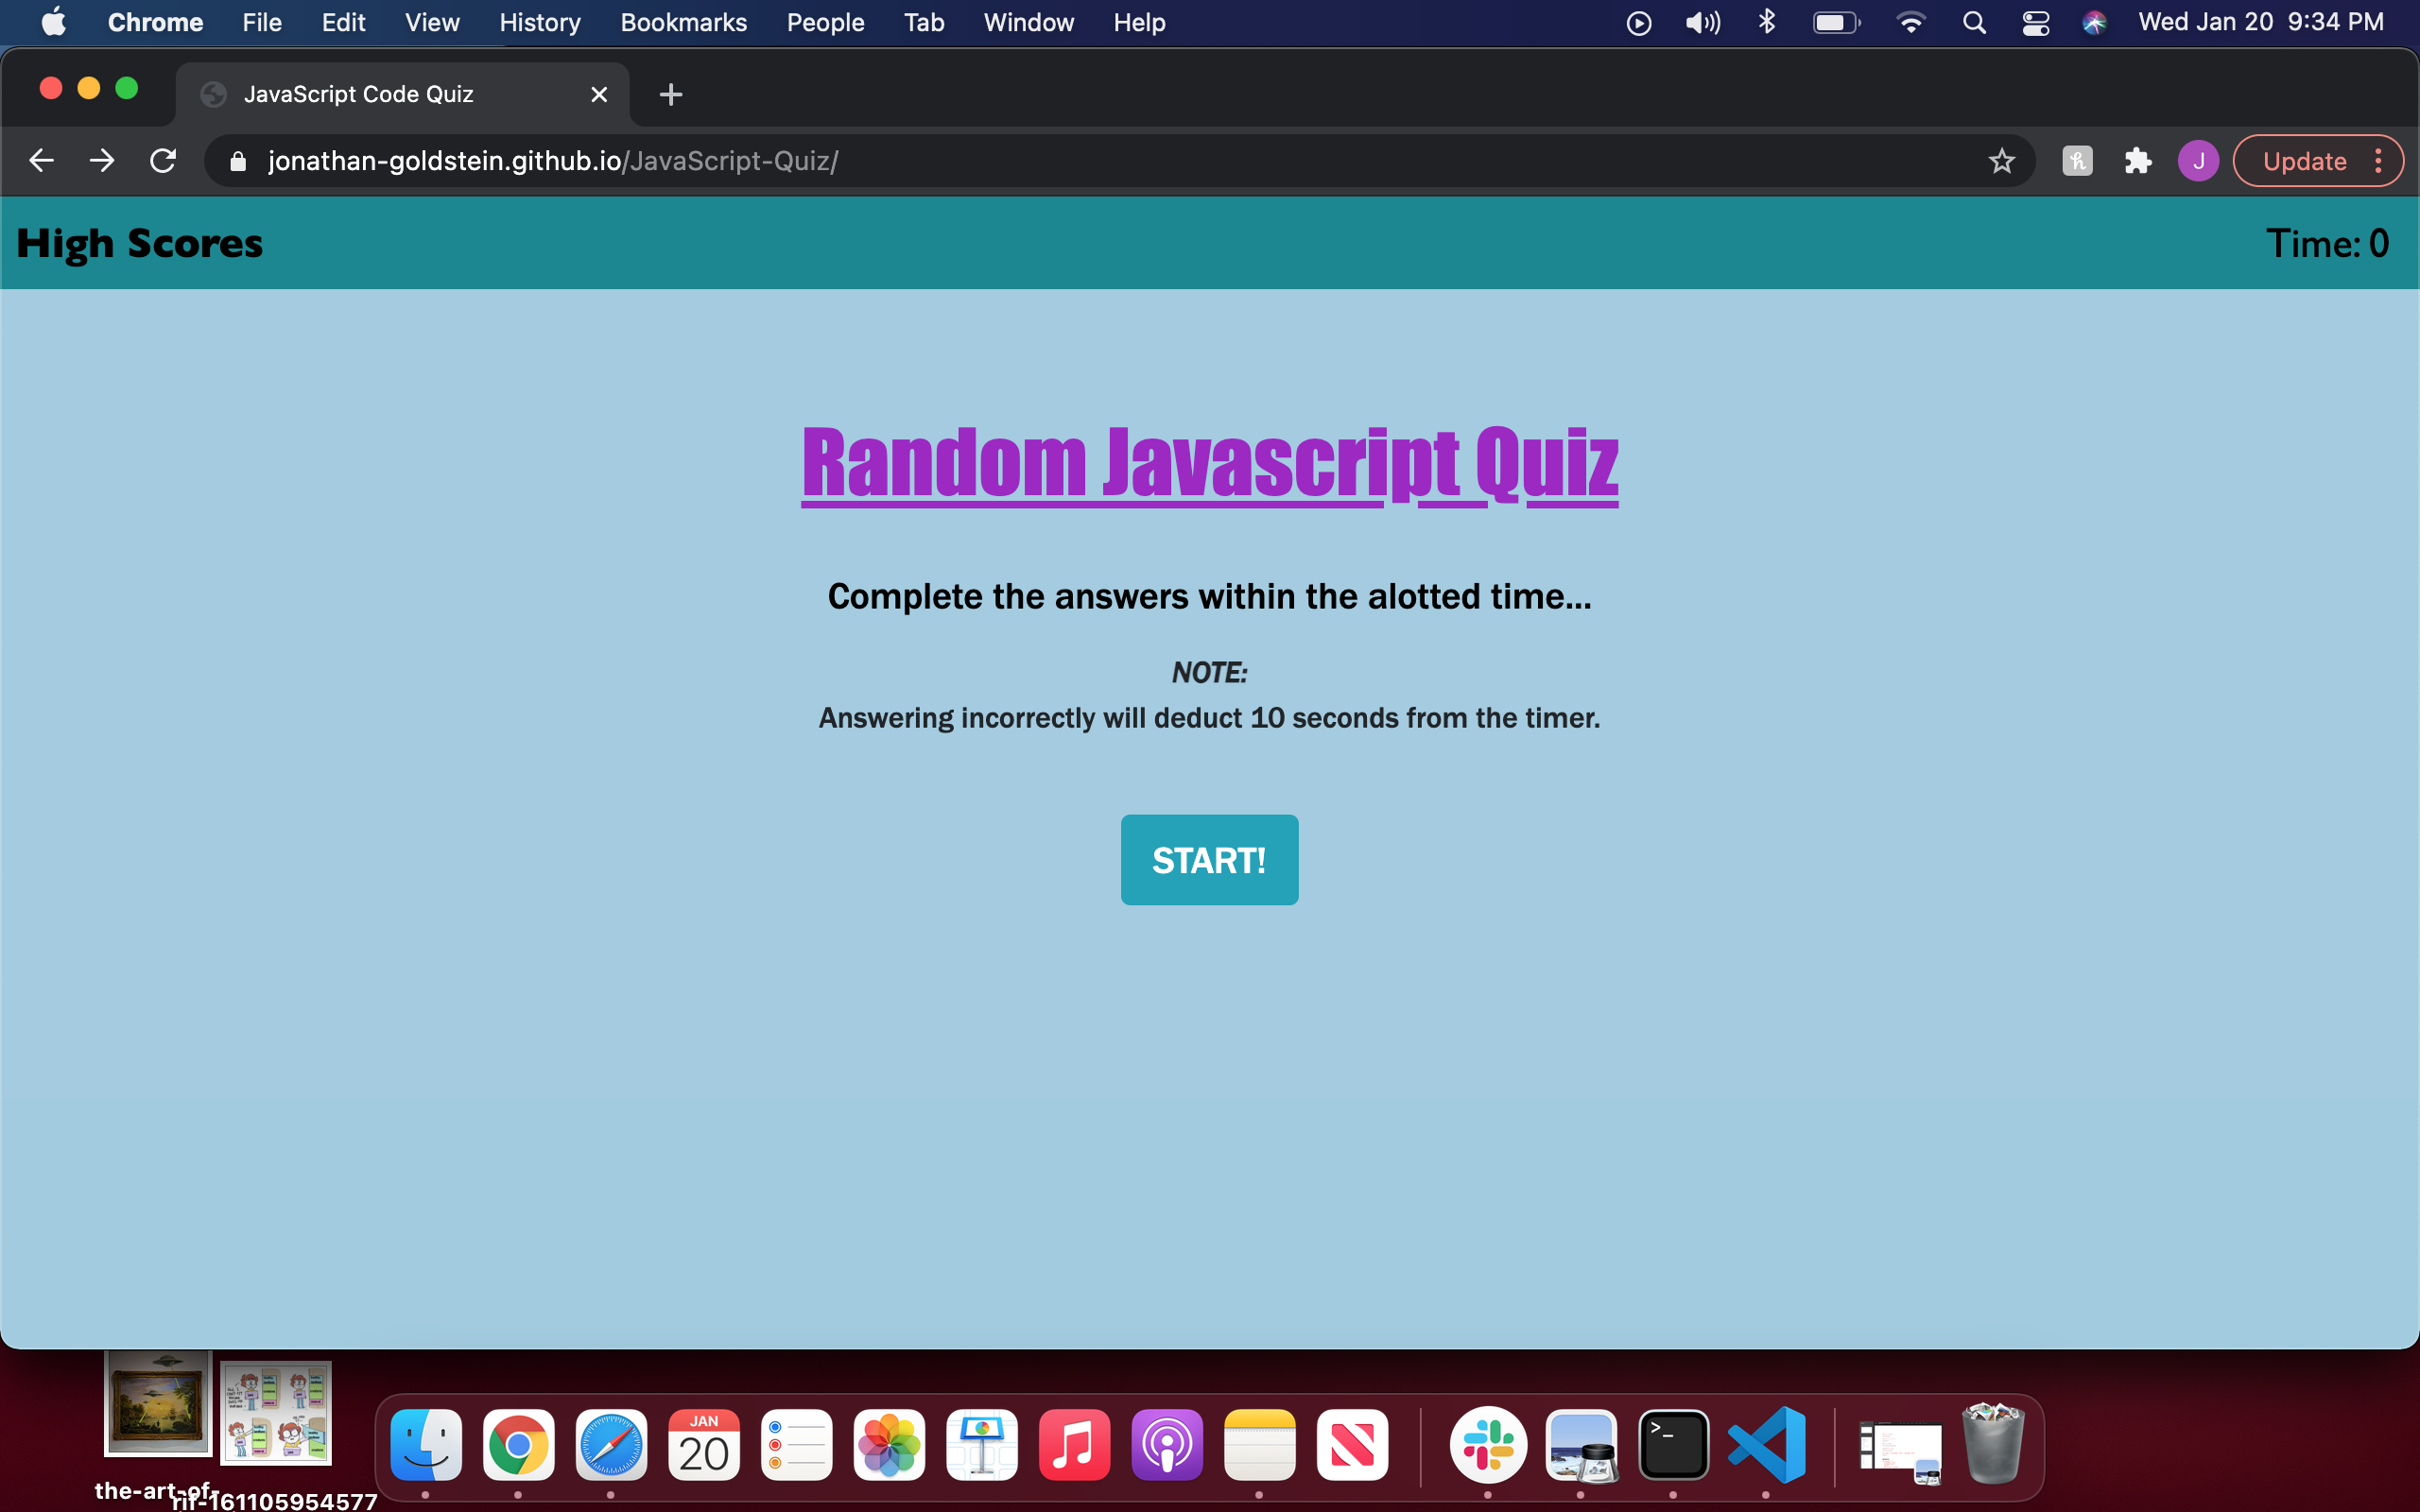 Chrome File Edit View History Bookmarks People Tab Window Help Wed Jan 20 9:34 PM
JavaScript Code Quiz
jonathan-goldstein.github.io/JavaScript-Quiz/ J Update
High Scores Time: 0
Random Javascript Quiz
Complete the answers within the alotted time...
NOTE:
Answering incorrectly will deduct 10 seconds from the timer.
START!
JAN
20
>_
the-art-of-
rif-161105954577